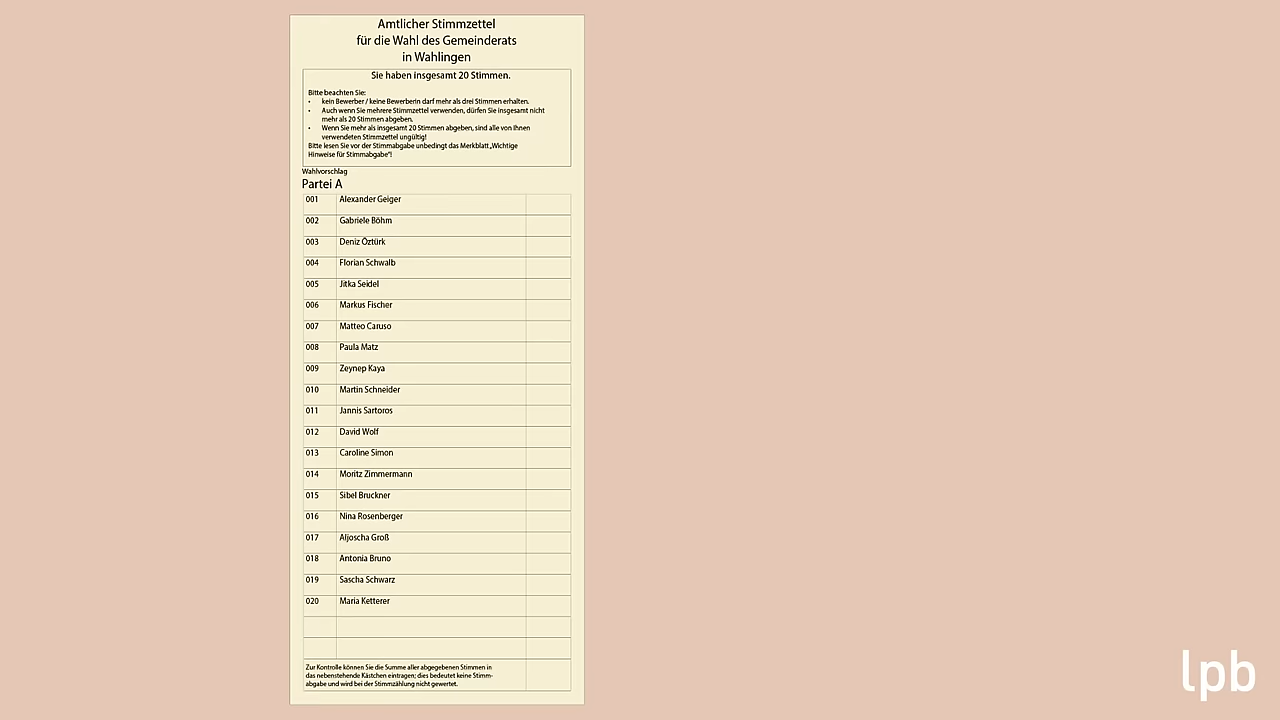 Amtlicher Stimmzettel
für die Wahl des Gemeinderats
in Wahlingen
Sie haben insgesamt 20 Stimmen.
Bitte beachten Sie:
• kein Bewerber / keine Bewerberin darf mehr als drei Stimmen erhalten.
• Auch wenn Sie mehrere Stimmzettel verwenden, dürfen Sie insgesamt nicht
mehr als 20 Stimmen abgeben.
• Wenn Sie mehr als insgesamt 20 Stimmen abgeben, sind alle von Ihnen
verwendeten Stimmzettel ungültig!
Bitte lesen Sie vor der Stimmabgabe unbedingt das Merkblatt „Wichtige
Hinweise für Stimmabgabe“!
Wahlvorschlag
Partei A
001 Alexander Geiger
002 Gabriele Böhm
003 Deniz Öztürk
004 Florian Schwalb
005 Jitka Seidel
006 Markus Fischer
007 Matteo Caruso
008 Paula Matz
009 Zeynep Kaya
010 Martin Schneider
011 Jannis Sartoros
012 David Wolf
013 Caroline Simon
014 Moritz Zimmermann
015 Sibel Bruckner
016 Nina Rosenberger
017 Aljoscha Groß
018 Antonia Bruno
019 Sascha Schwarz
020 Maria Ketterer
Zur Kontrolle können Sie die Summe aller abgegebenen Stimmen in
das nebenstehende Kästchen eintragen; dies bedeutet keine Stimm-
abgabe und wird bei der Stimmzählung nicht gewertet.
lpb